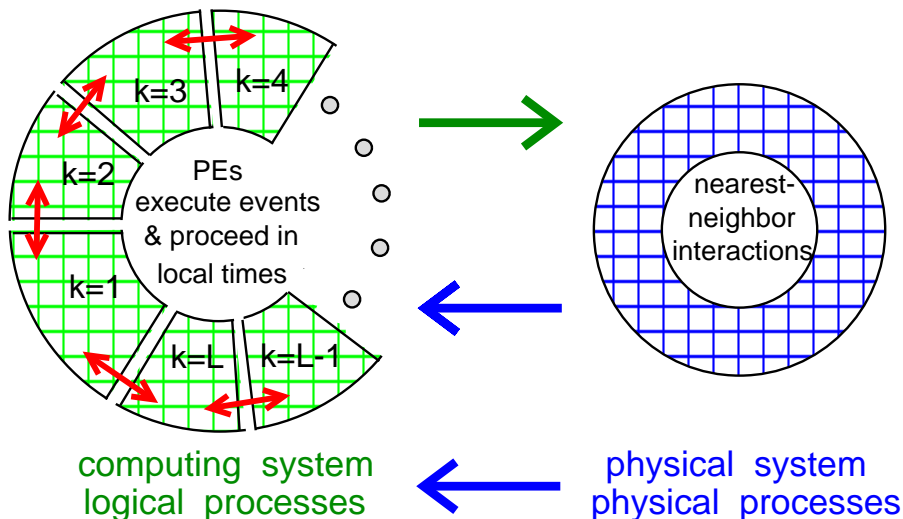 k=3
k=4
k=2
k=1
k=L
k=L-1
PEs
execute events
& proceed in
local times
nearest-
neighbor
interactions
computing system
logical processes
physical system
physical processes